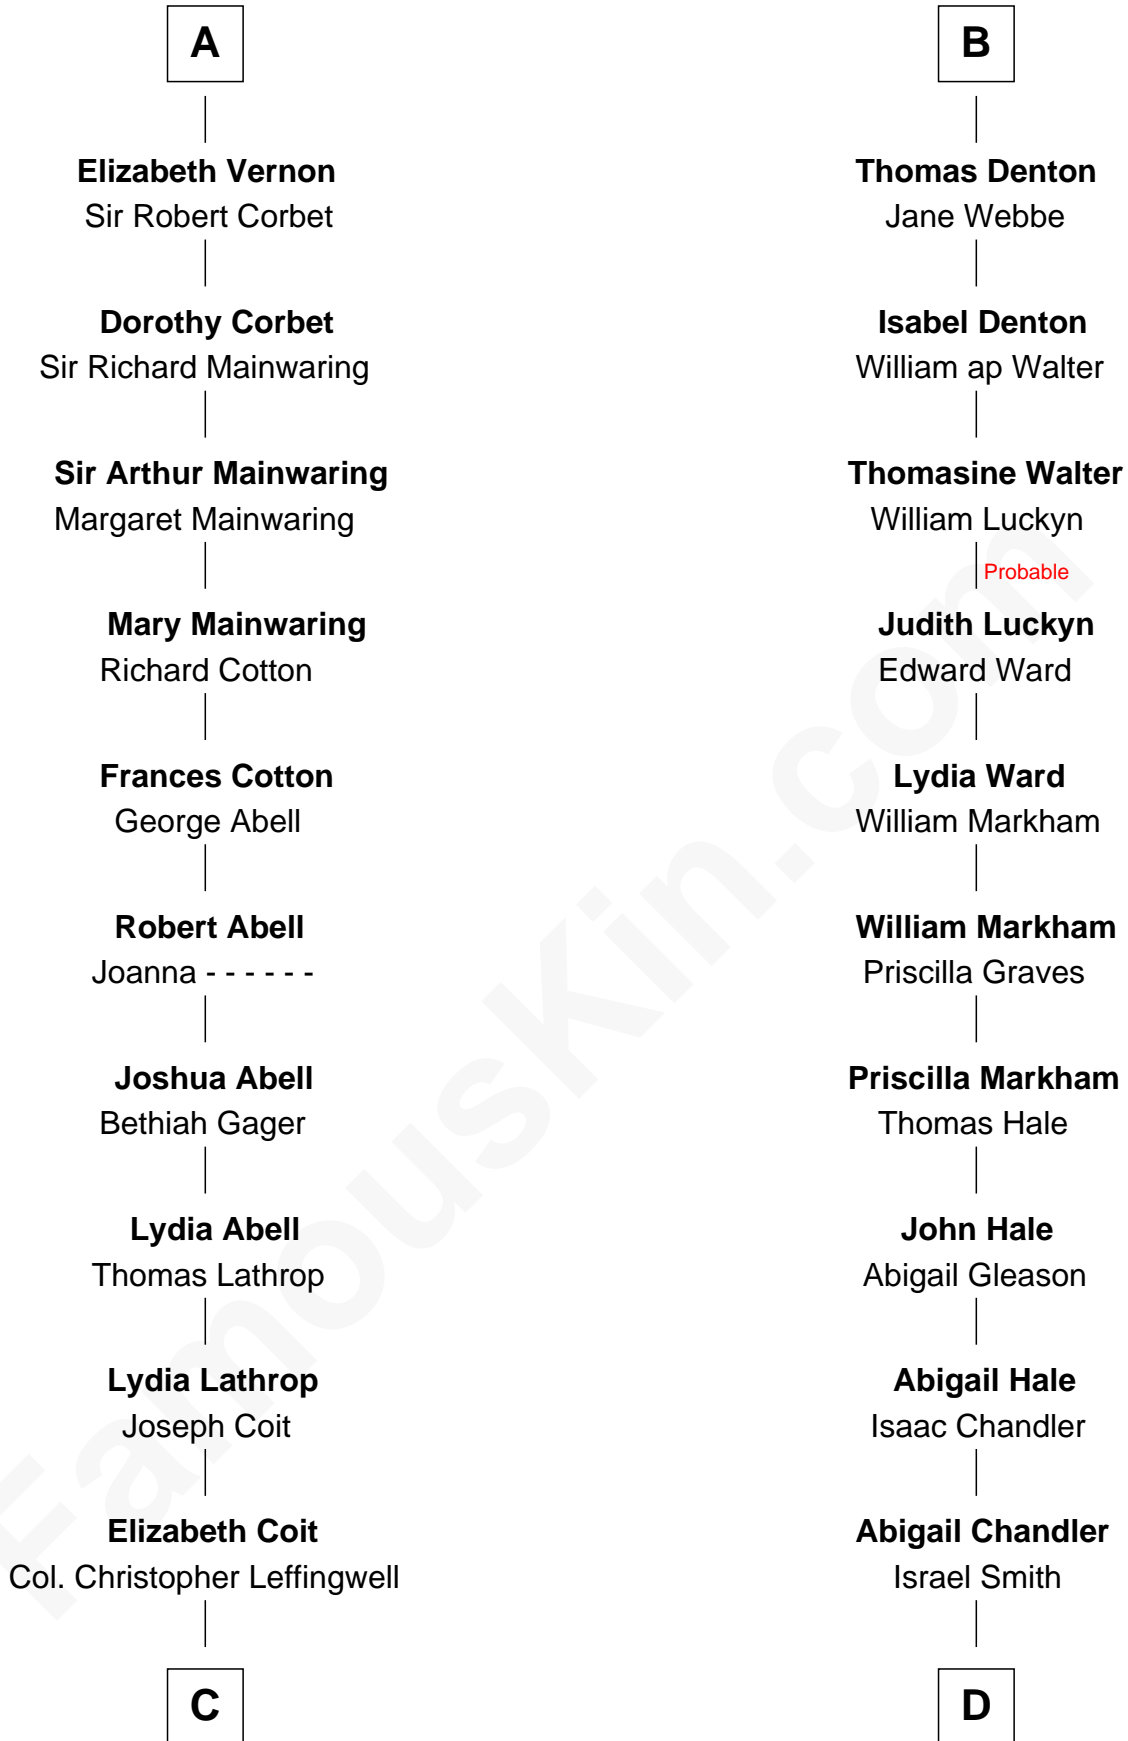 A
Elizabeth Vernon
Sir Robert Corbet
Dorothy Corbet
Sir Richard Mainwaring
Sir Arthur Mainwaring
Margaret Mainwaring
Mary Mainwaring
Richard Cotton
Frances Cotton
George Abell
Robert Abell
Joanna - - - - - -
Joshua Abell
Bethiah Gager
Lydia Abell
Thomas Lathrop
Lydia Lathrop
Joseph Coit
Elizabeth Coit
Col. Christopher Leffingwell
C
B
Thomas Denton
Jane Webbe
Isabel Denton
William ap Walter
Thomasine Walter
William Luckyn
Probable
Judith Luckyn
Edward Ward
Lydia Ward
William Markham
William Markham
Priscilla Graves
Priscilla Markham
Thomas Hale
John Hale
Abigail Gleason
Abigail Hale
Isaac Chandler
Abigail Chandler
Israel Smith
D
FamousKin.com